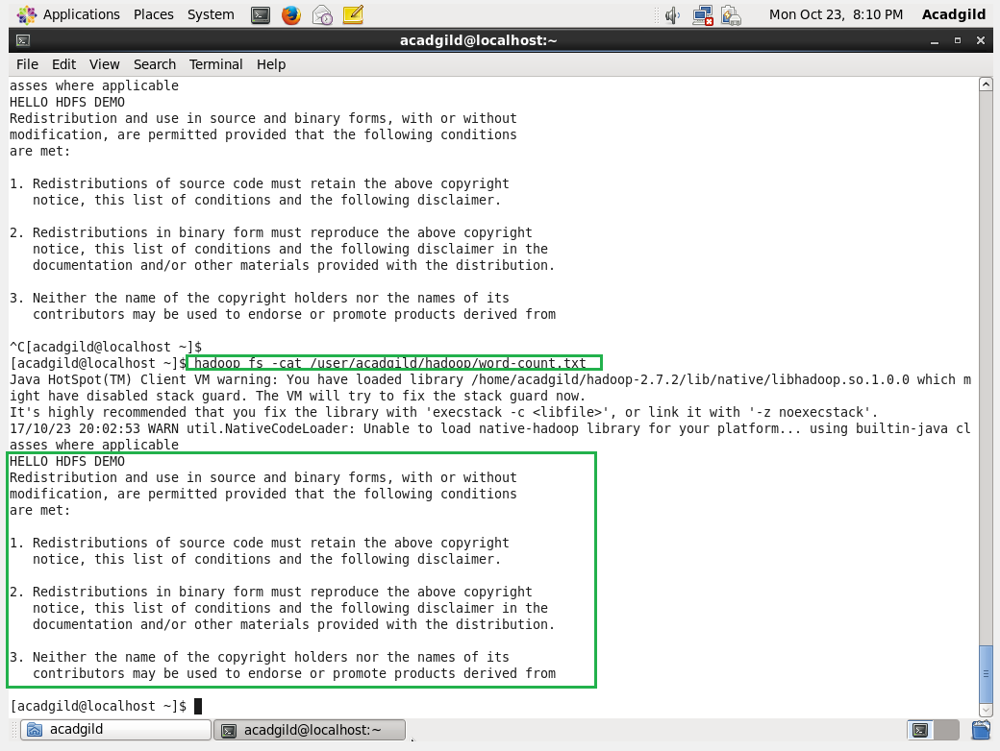 Applications Places System Mon Oct 23, 8:10 PM Acadgild
acadgild@localhost:~
File Edit View Search Terminal Help
asses where applicable
HELLO HDFS DEMO
Redistribution and use in source and binary forms, with or without
modification, are permitted provided that the following conditions
are met:
1. Redistributions of source code must retain the above copyright
notice, this list of conditions and the following disclaimer.
2. Redistributions in binary form must reproduce the above copyright
notice, this list of conditions and the following disclaimer in the
documentation and/or other materials provided with the distribution.
3. Neither the name of the copyright holders nor the names of its
contributors may be used to endorse or promote products derived from
^C[acadgild@localhost ~]$
[acadgild@localhost ~]$ hadoop fs -cat /user/acadgild/hadoop/word-count.txt
Java HotSpot(TM) Client VM warning: You have loaded library /home/acadgild/hadoop-2.7.2/lib/native/libhadoop.so.1.0.0 which m
ight have disabled stack guard. The VM will try to fix the stack guard now.
It's highly recommended that you fix the library with 'execstack -c <libfile>', or link it with '-z noexecstack'.
17/10/23 20:02:53 WARN util.NativeCodeLoader: Unable to load native-hadoop library for your platform... using builtin-java cl
asses where applicable
HELLO HDFS DEMO
Redistribution and use in source and binary forms, with or without
modification, are permitted provided that the following conditions
are met:
1. Redistributions of source code must retain the above copyright
notice, this list of conditions and the following disclaimer.
2. Redistributions in binary form must reproduce the above copyright
notice, this list of conditions and the following disclaimer in the
documentation and/or other materials provided with the distribution.
3. Neither the name of the copyright holders nor the names of its
contributors may be used to endorse or promote products derived from
[acadgild@localhost ~]$
acadgild acadgild@localhost:~